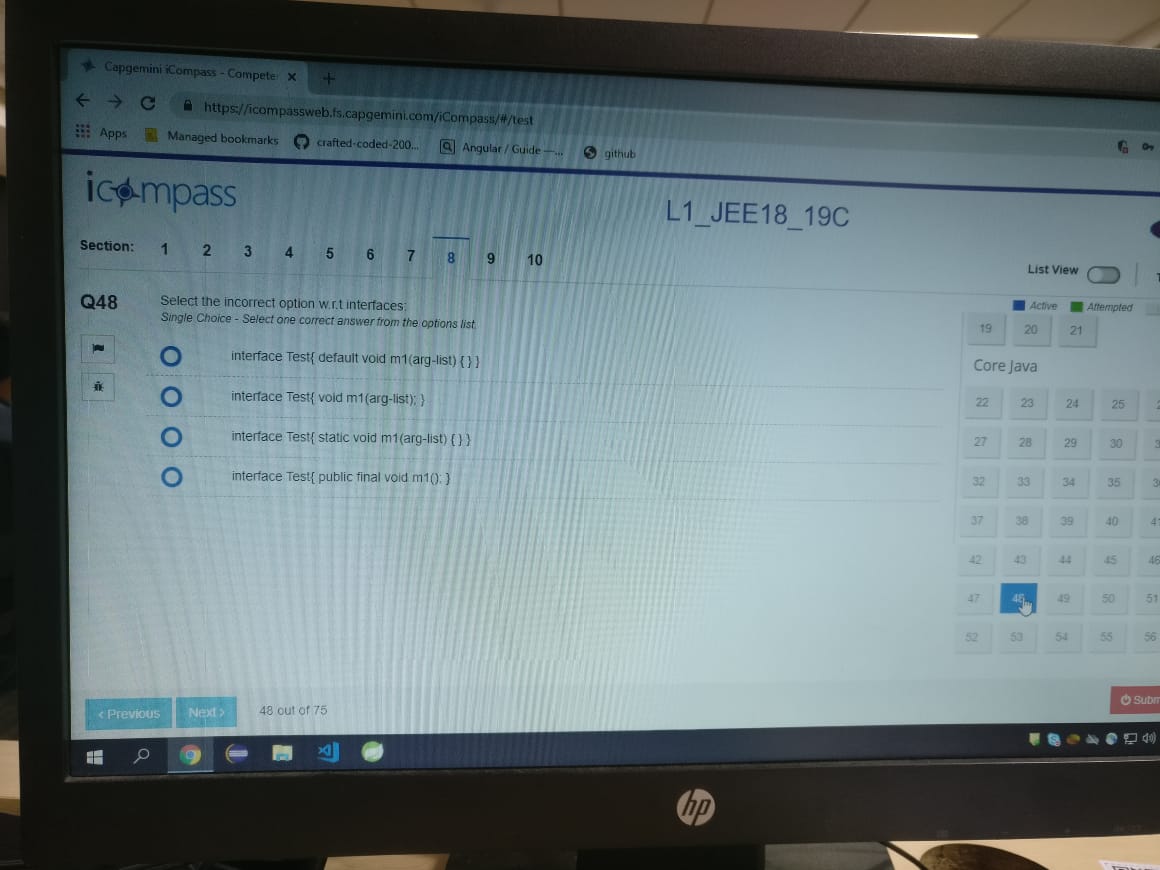 Capgemini iCompass - Compete
https://icompassweb.fs.capgemini.com/iCompass/#/test
Apps Managed bookmarks crafted-coded-200... Angular / Guide —... github
icompass
L1_JEE18_19C
Section: 1 2 3 4 5 6 7 8 9 10
List View
Active Attempted
Q48
Select the incorrect option w.r.t interfaces:
Single Choice - Select one correct answer from the options list.
interface Test{ default void m1(arg-list) { } }
interface Test{ void m1(arg-list); }
interface Test{ static void m1(arg-list) { } }
interface Test{ public final void m1(); }
19 20 21
Core Java
22 23 24 25
27 28 29 30
32 33 34 35
37 38 39 40
42 43 44 45 46
47 48 49 50 51
52 53 54 55 56
< Previous Next > 48 out of 75
Subm
hp